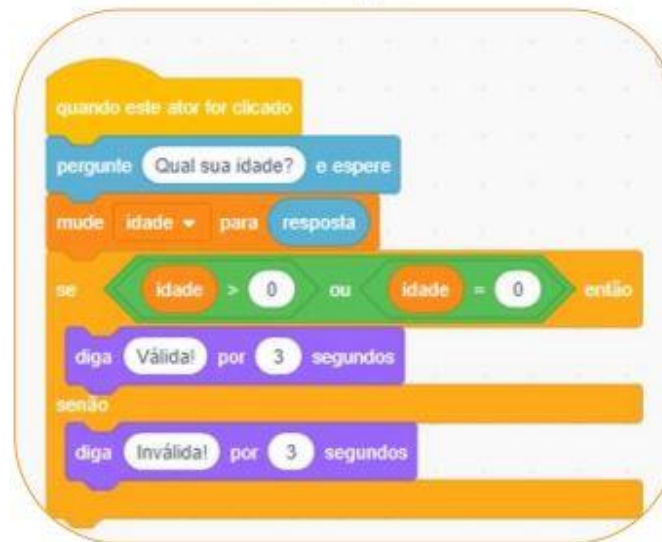 quando este ator for clicado
pergunte Qual sua idade? e espere
mude idade para resposta
se idade > 0 ou idade = 0 então
diga Válida! por 3 segundos
senão
diga Inválida! por 3 segundos